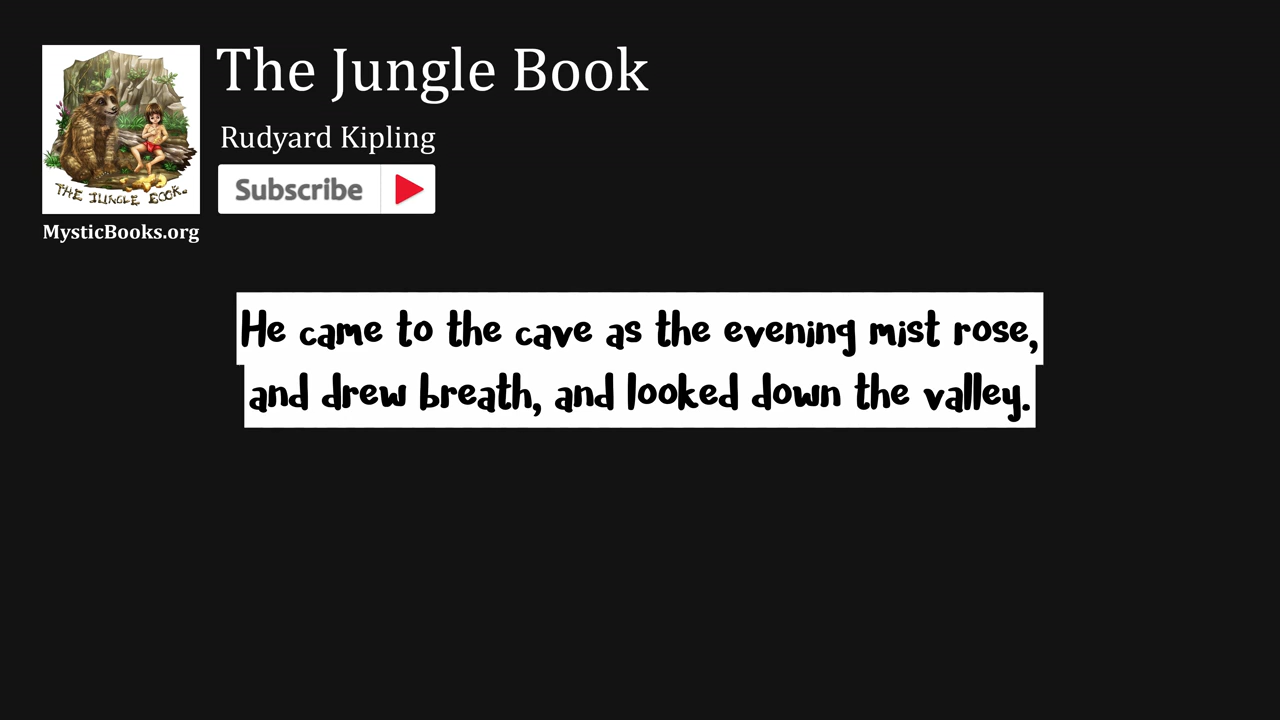 The Jungle Book
Rudyard Kipling
Subscribe
THE JUNGLE BOOK.
MysticBooks.org
He came to the cave as the evening mist rose,
and drew breath, and looked down the valley.